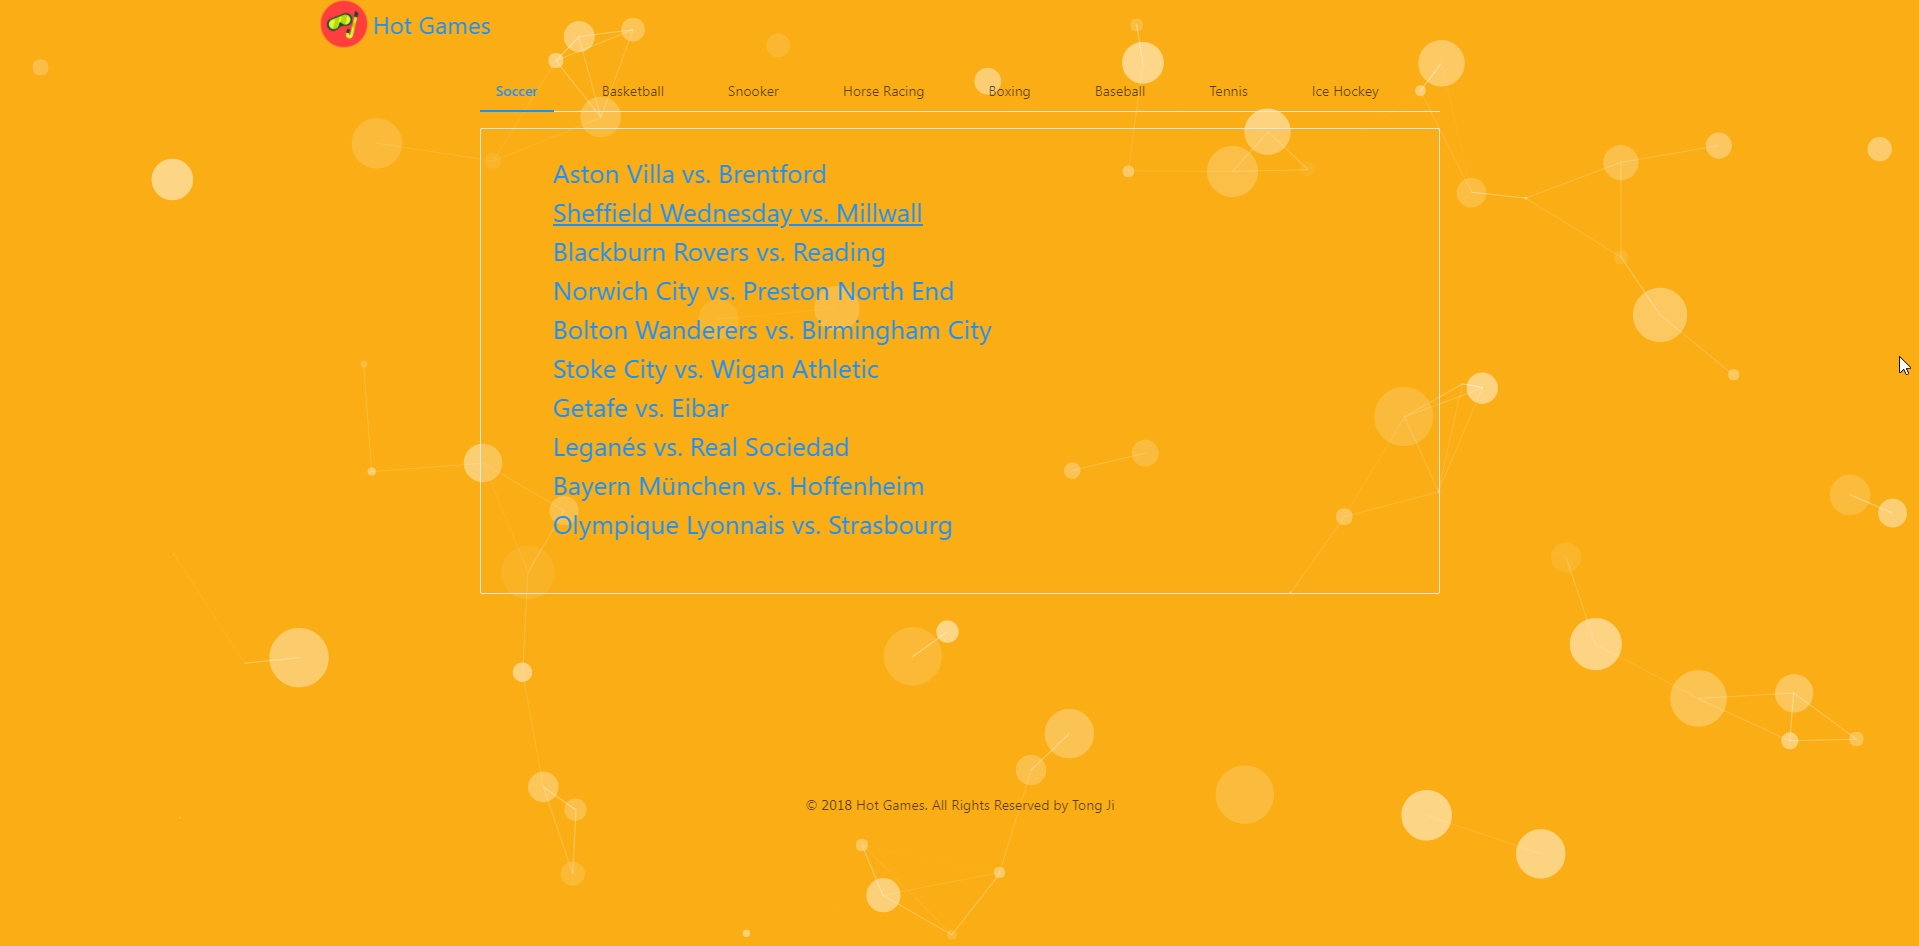 Hot Games
Soccer Basketball Snooker Horse Racing Boxing Baseball Tennis Ice Hockey
Aston Villa vs. Brentford
Sheffield Wednesday vs. Millwall
Blackburn Rovers vs. Reading
Norwich City vs. Preston North End
Bolton Wanderers vs. Birmingham City
Stoke City vs. Wigan Athletic
Getafe vs. Eibar
Leganés vs. Real Sociedad
Bayern München vs. Hoffenheim
Olympique Lyonnais vs. Strasbourg
© 2018 Hot Games. All Rights Reserved by Tong Ji